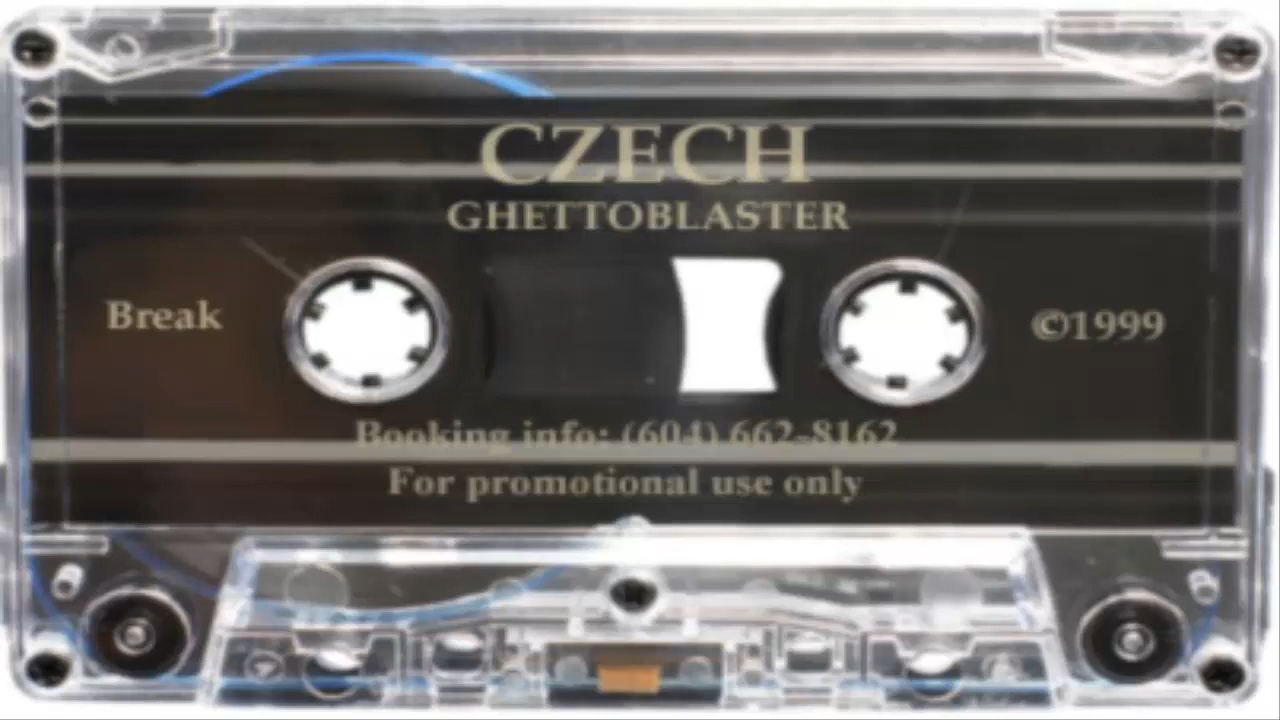 CZECH
GHETTOBLASTER
Break
©1999
Booking info: (604) 662-8162
For promotional use only